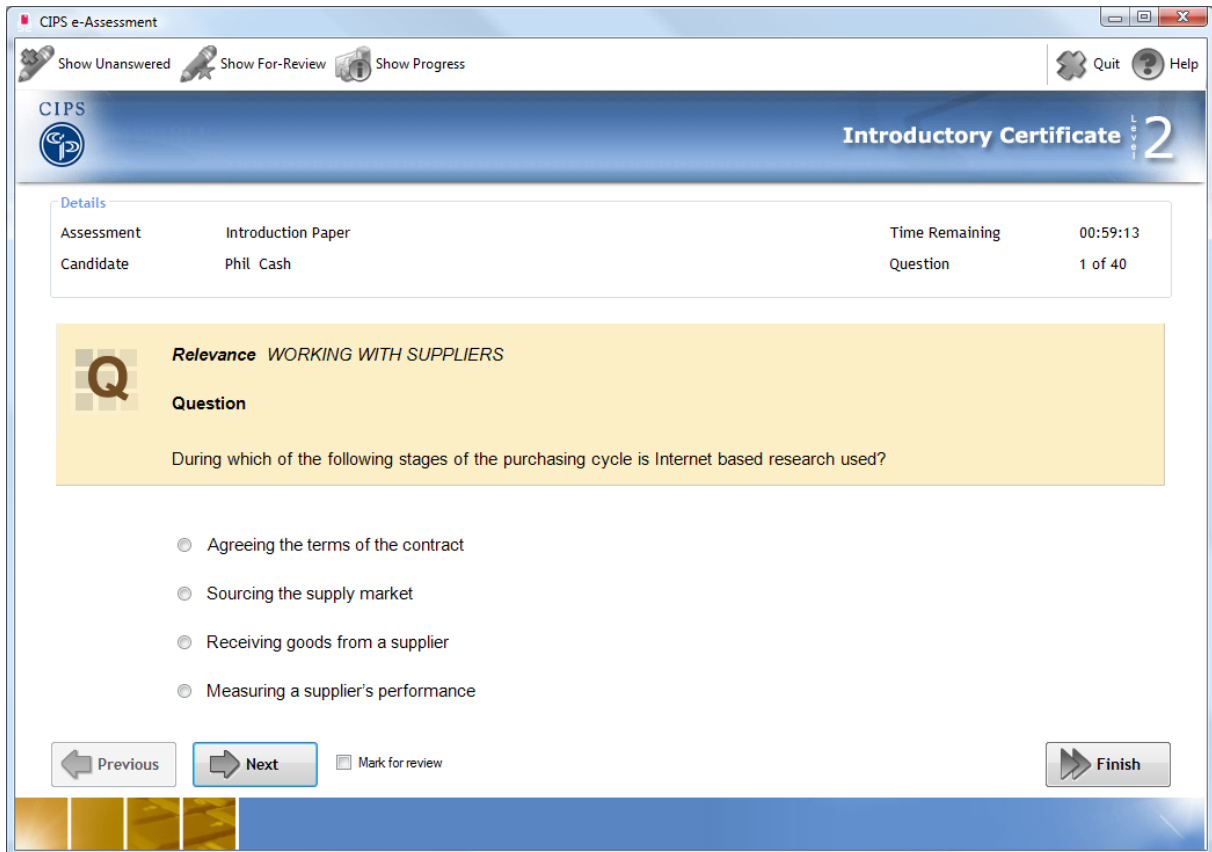 CIPS e-Assessment
Show Unanswered Show For-Review Show Progress Quit Help
CIPS
Introductory Certificate Level 2
Details
Assessment Introduction Paper Time Remaining 00:59:13
Candidate Phil Cash Question 1 of 40
Q
Relevance WORKING WITH SUPPLIERS
Question
During which of the following stages of the purchasing cycle is Internet based research used?
Agreeing the terms of the contract
Sourcing the supply market
Receiving goods from a supplier
Measuring a supplier's performance
Previous Next Mark for review Finish